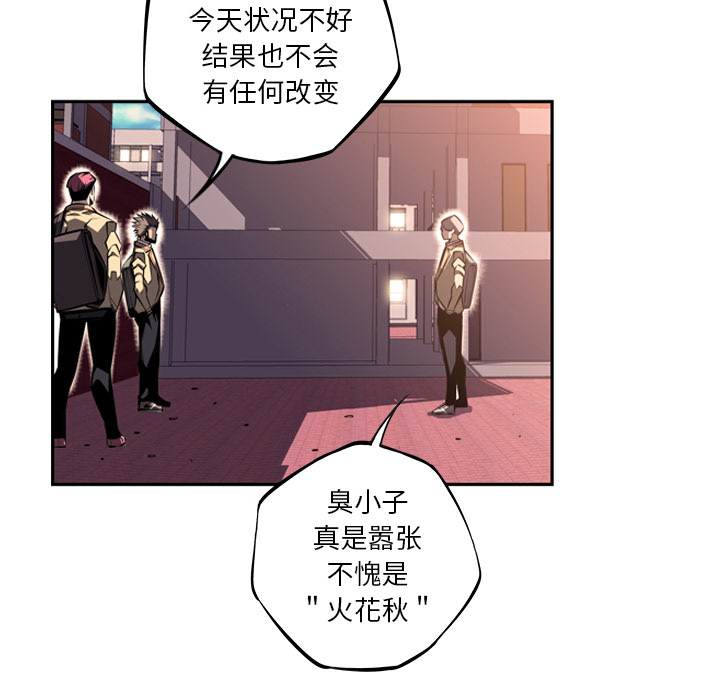 今天状况不好
结果也不会
有任何改变
臭小子
真是嚣张
不愧是
"火花秋"